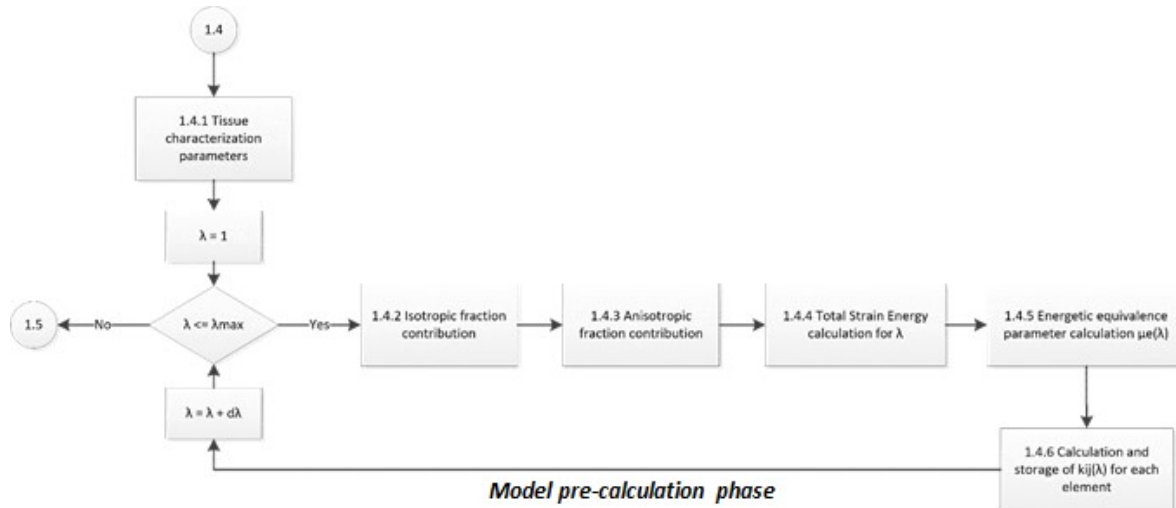 1.4
1.4.1 Tissue
characterization
parameters
λ = 1
1.5
No
λ <= λmax
Yes
1.4.2 Isotropic fraction
contribution
1.4.3 Anisotropic
fraction contribution
1.4.4 Total Strain Energy
calculation for λ
1.4.5 Energetic equivalence
parameter calculation μe(λ)
λ = λ + dλ
1.4.6 Calculation and
storage of kij(λ) for each
element
Model pre-calculation phase